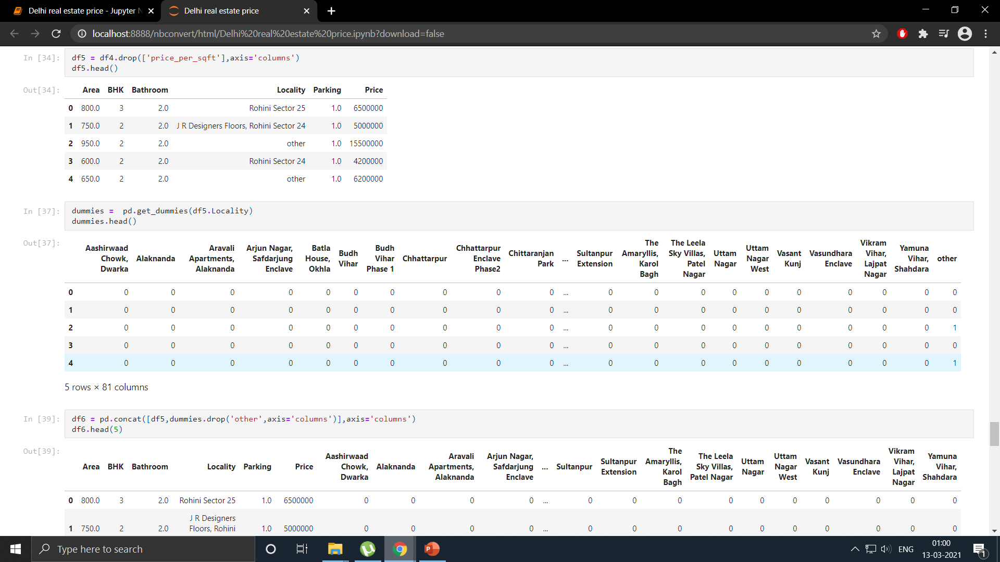 Delhi real estate price - Jupyter N
Delhi real estate price
localhost:8888/nbconvert/html/Delhi%20real%20estate%20price.ipynb?download=false
In [34]:
df5 = df4.drop(['price_per_sqft'],axis='columns')
df5.head()
Out[34]:
Area BHK Bathroom Locality Parking Price
0 800.0 3 2.0 Rohini Sector 25 1.0 6500000
1 750.0 2 2.0 J R Designers Floors, Rohini Sector 24 1.0 5000000
2 950.0 2 2.0 other 1.0 15500000
3 600.0 2 2.0 Rohini Sector 24 1.0 4200000
4 650.0 2 2.0 other 1.0 6200000
In [37]:
dummies =  pd.get_dummies(df5.Locality)
dummies.head()
Out[37]:
Aashirwaad Chowk, Dwarka Alaknanda Aravali Apartments, Alaknanda Arjun Nagar, Safdarjung Enclave Batla House, Okhla Budh Vihar Budh Vihar Phase 1 Chhattarpur Chhattarpur Enclave Phase2 Chittaranjan Park ... Sultanpur Extension The Amaryllis, Karol Bagh The Leela Sky Villas, Patel Nagar Uttam Nagar Uttam Nagar West Vasant Kunj Vasundhara Enclave Vikram Vihar, Lajpat Nagar Yamuna Vihar, Shahdara other
0 0 0 0 0 0 0 0 0 0 0 ... 0 0 0 0 0 0 0 0 0 0
1 0 0 0 0 0 0 0 0 0 0 ... 0 0 0 0 0 0 0 0 0 0
2 0 0 0 0 0 0 0 0 0 0 ... 0 0 0 0 0 0 0 0 0 1
3 0 0 0 0 0 0 0 0 0 0 ... 0 0 0 0 0 0 0 0 0 0
4 0 0 0 0 0 0 0 0 0 0 ... 0 0 0 0 0 0 0 0 0 1
5 rows × 81 columns
In [39]:
df6 = pd.concat([df5,dummies.drop('other',axis='columns')],axis='columns')
df6.head(5)
Out[39]:
Area BHK Bathroom Locality Parking Price Aashirwaad Chowk, Dwarka Alaknanda Aravali Apartments, Alaknanda Arjun Nagar, Safdarjung Enclave ... Sultanpur Sultanpur Extension The Amaryllis, Karol Bagh The Leela Sky Villas, Patel Nagar Uttam Nagar Uttam Nagar West Vasant Kunj Vasundhara Enclave Vikram Vihar, Lajpat Nagar Yamuna Vihar, Shahdara
0 800.0 3 2.0 Rohini Sector 25 1.0 6500000 0 0 0 0 ... 0 0 0 0 0 0 0 0 0 0
1 750.0 2 2.0 J R Designers Floors, Rohini 1.0 5000000 0 0 0 0 ... 0 0 0 0 0 0 0 0 0 0
Type here to search
P
ENG
01:00
13-03-2021
1